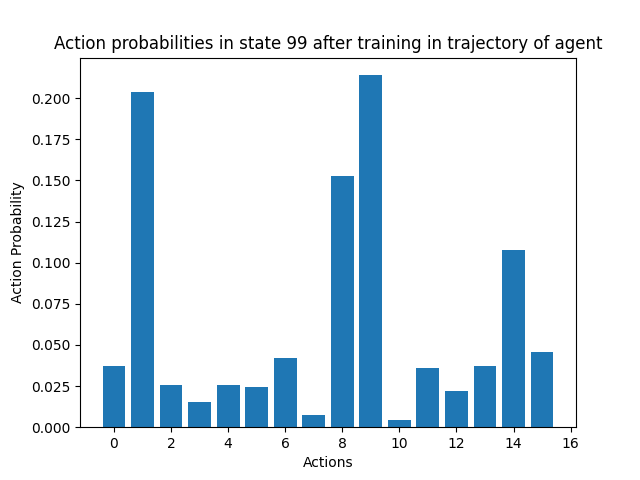 Action probabilities in state 99 after training in trajectory of agent
0.200
0.175
0.150
0.125
0.100
0.075
0.050
0.025
0.000
Action Probability
0 2 4 6 8 10 12 14 16
Actions